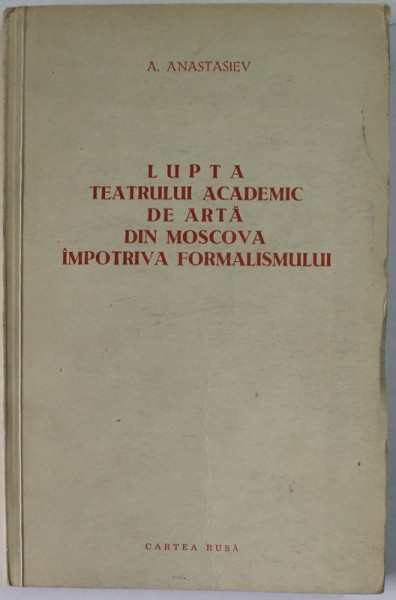 A. ANASTASIEV
LUPTA
TEATRULUI ACADEMIC
DE ARTĂ
DIN MOSCOVA
ÎMPOTRIVA FORMALISMULUI
CARTEA RUSĂ